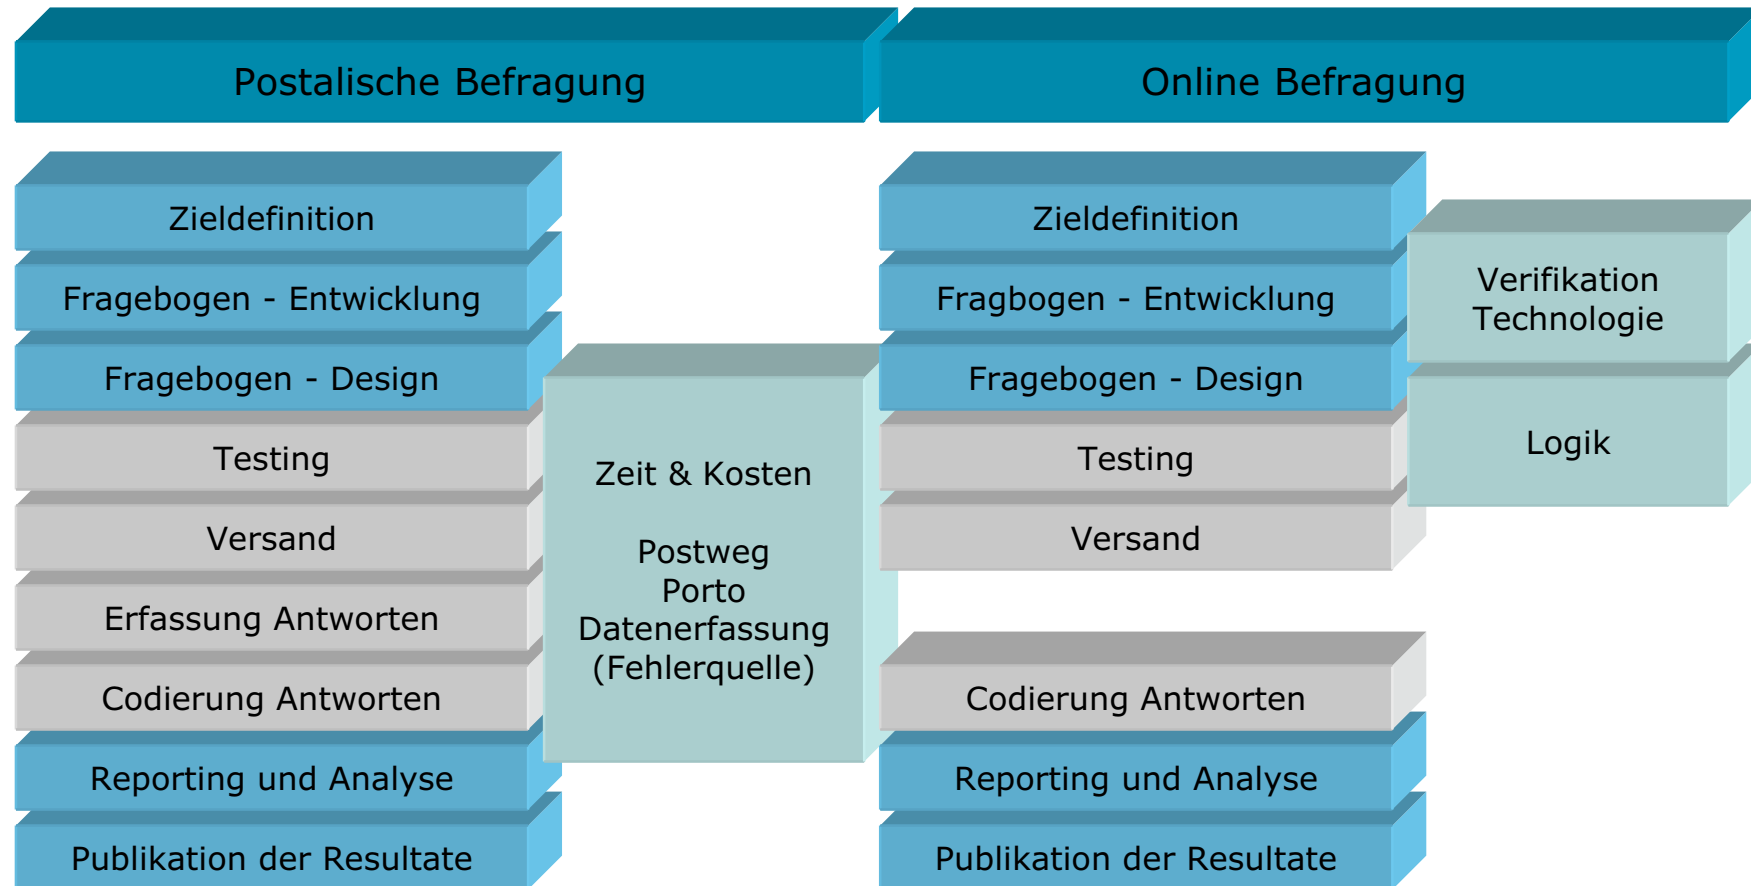 Postalische Befragung
Zieldefinition
Fragebogen - Entwicklung
Fragebogen - Design
Testing
Versand
Erfassung Antworten
Codierung Antworten
Reporting und Analyse
Publikation der Resultate
Zeit & Kosten
Postweg
Porto
Datenerfassung
(Fehlerquelle)
Online Befragung
Zieldefinition
Fragbogen - Entwicklung
Fragebogen - Design
Testing
Versand
Codierung Antworten
Reporting und Analyse
Publikation der Resultate
Verifikation
Technologie
Logik